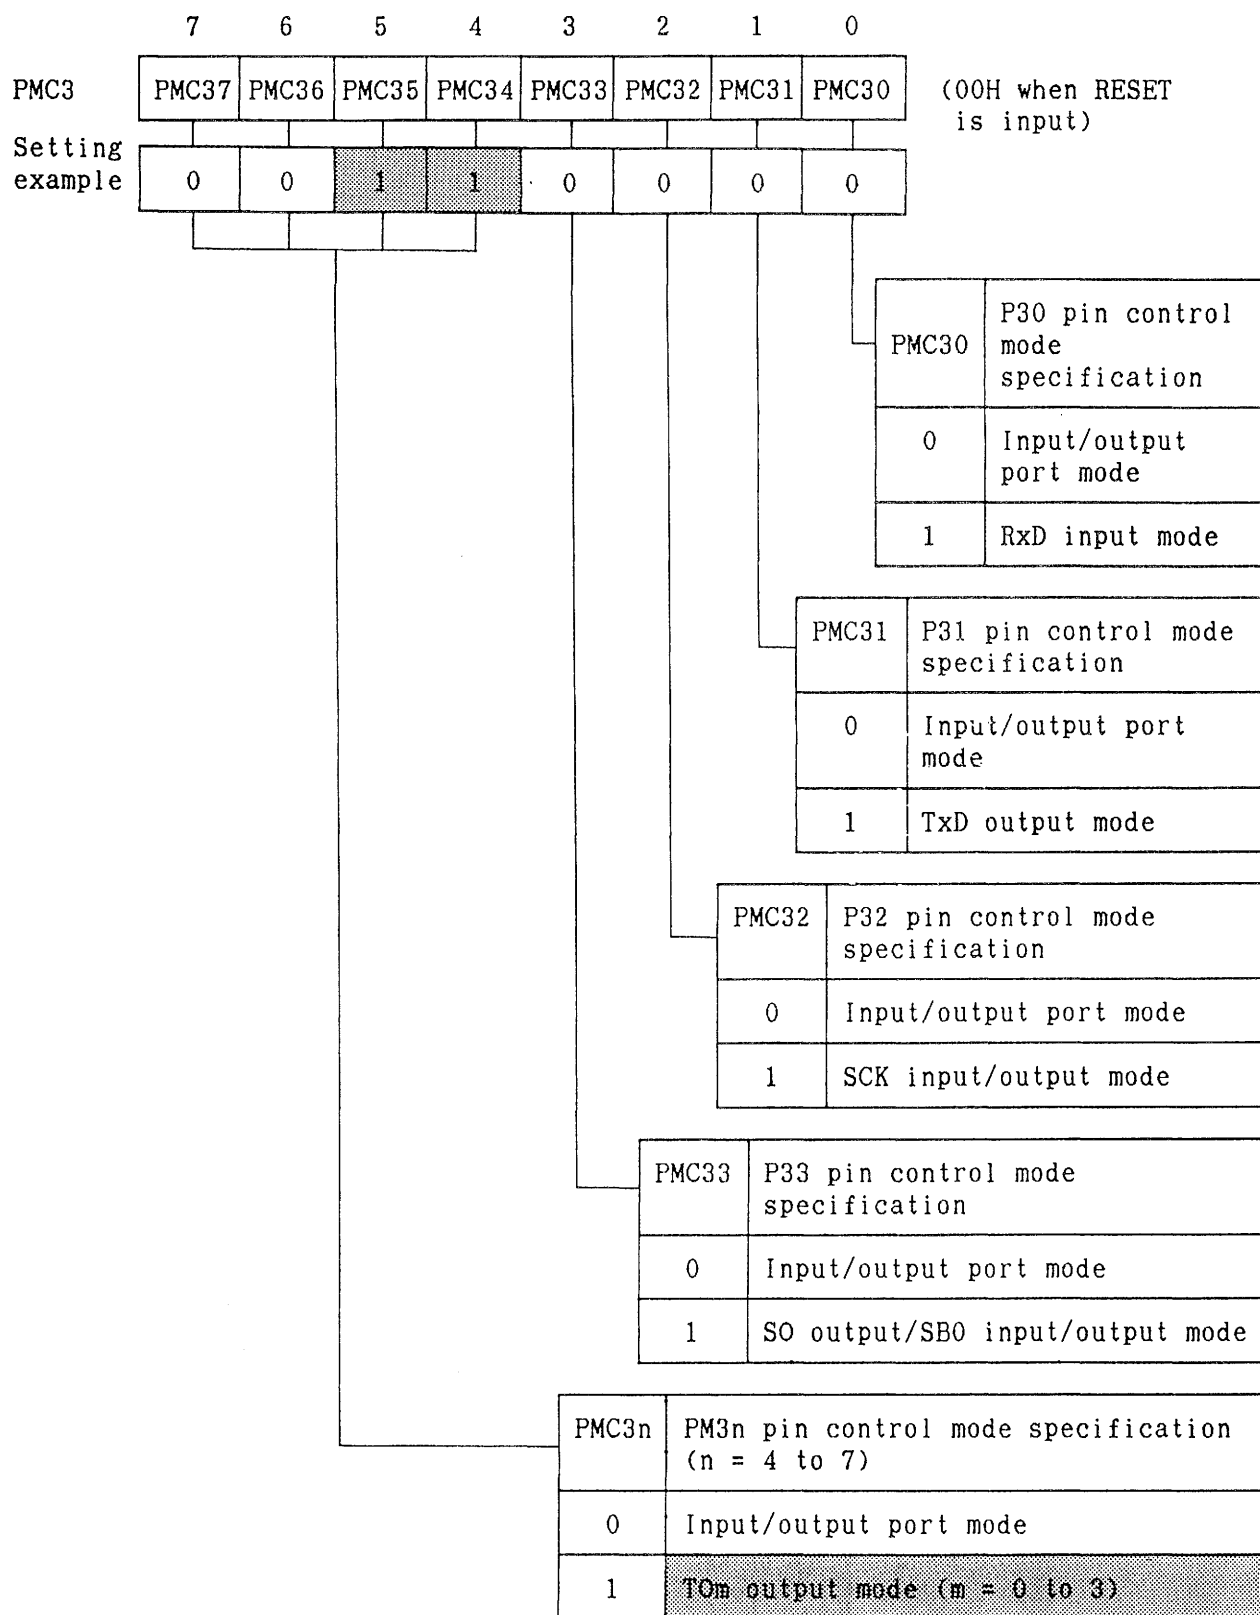 7 6 5 4 3 2 1 0
PMC3 PMC37 PMC36 PMC35 PMC34 PMC33 PMC32 PMC31 PMC30 (00H when RESET
is input)
Setting
example 0 0 1 1 0 0 0 0
PMC30 P30 pin control
mode
specification
0 Input/output
port mode
1 RxD input mode
PMC31 P31 pin control mode
specification
0 Input/output port
mode
1 TxD output mode
PMC32 P32 pin control mode
specification
0 Input/output port mode
1 SCK input/output mode
PMC33 P33 pin control mode
specification
0 Input/output port mode
1 SO output/SB0 input/output mode
PMC3n PM3n pin control mode specification
(n = 4 to 7)
0 Input/output port mode
1 TOm output mode (m = 0 to 3)